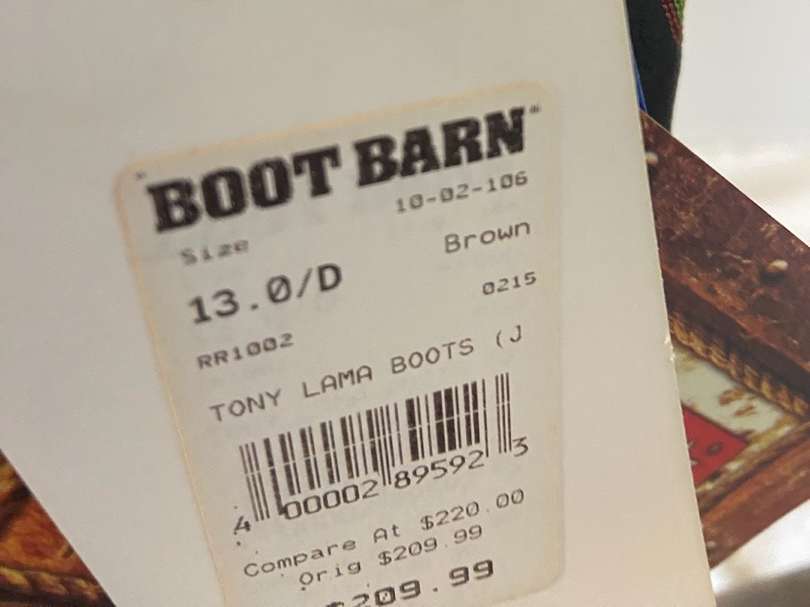 BOOT BARN
10-02-106
Size
Brown
13.0/D
0215
RR1002
TONY LAMA BOOTS (J
4 00002 89592 3
Compare At $220.00
Orig $209.99
$209.99